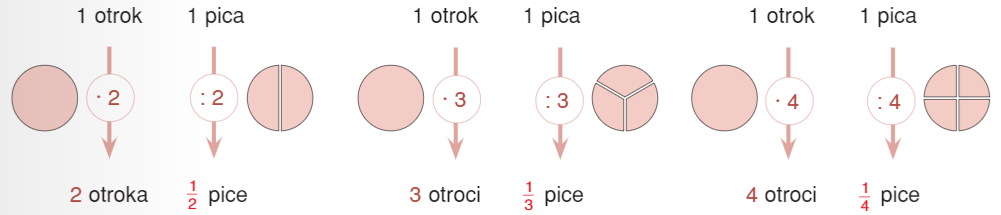 1 otrok 1 pica 1 otrok 1 pica 1 otrok 1 pica
· 2 : 2 · 3 : 3 · 4 : 4
2 otroka 1/2 pice 3 otroci 1/3 pice 4 otroci 1/4 pice